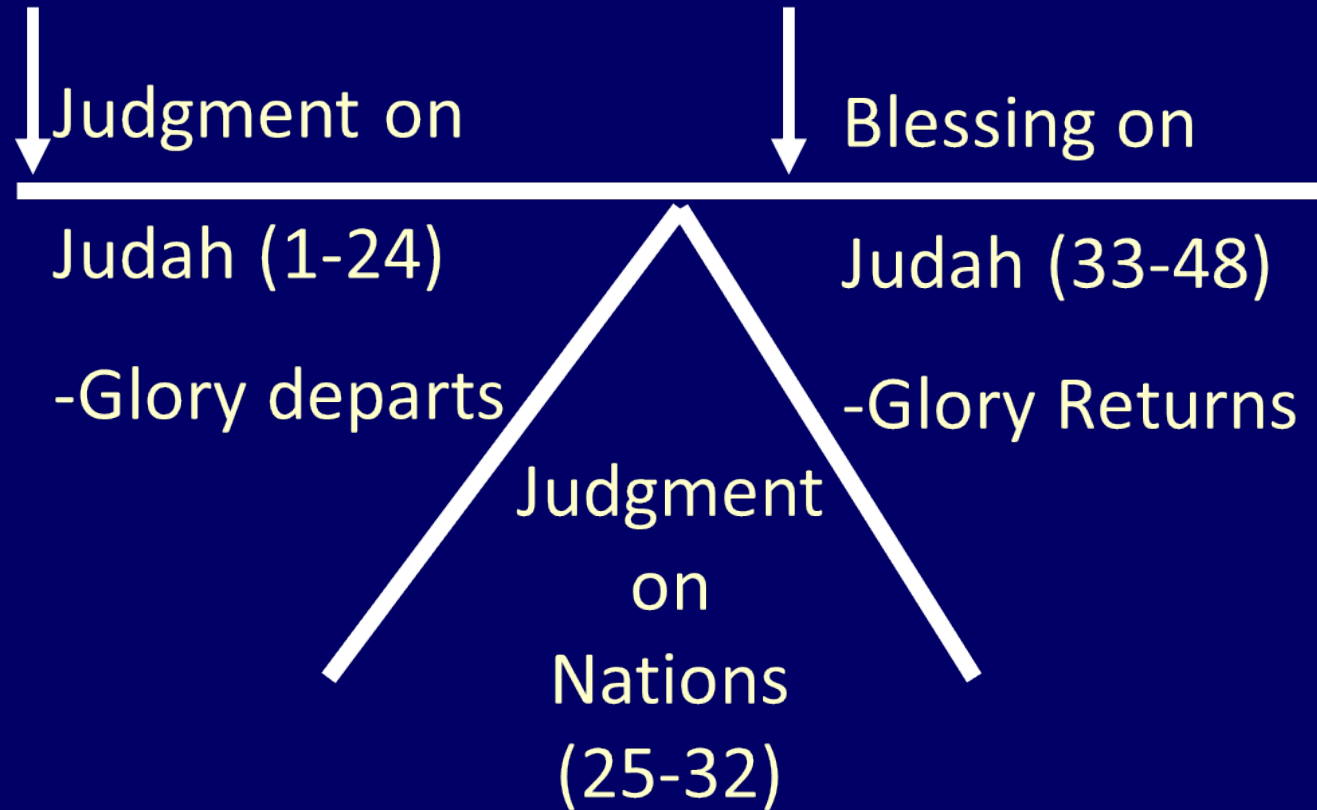 Judgment on
Judah (1-24)
-Glory departs
Blessing on
Judah (33-48)
-Glory Returns
Judgment
on
Nations
(25-32)